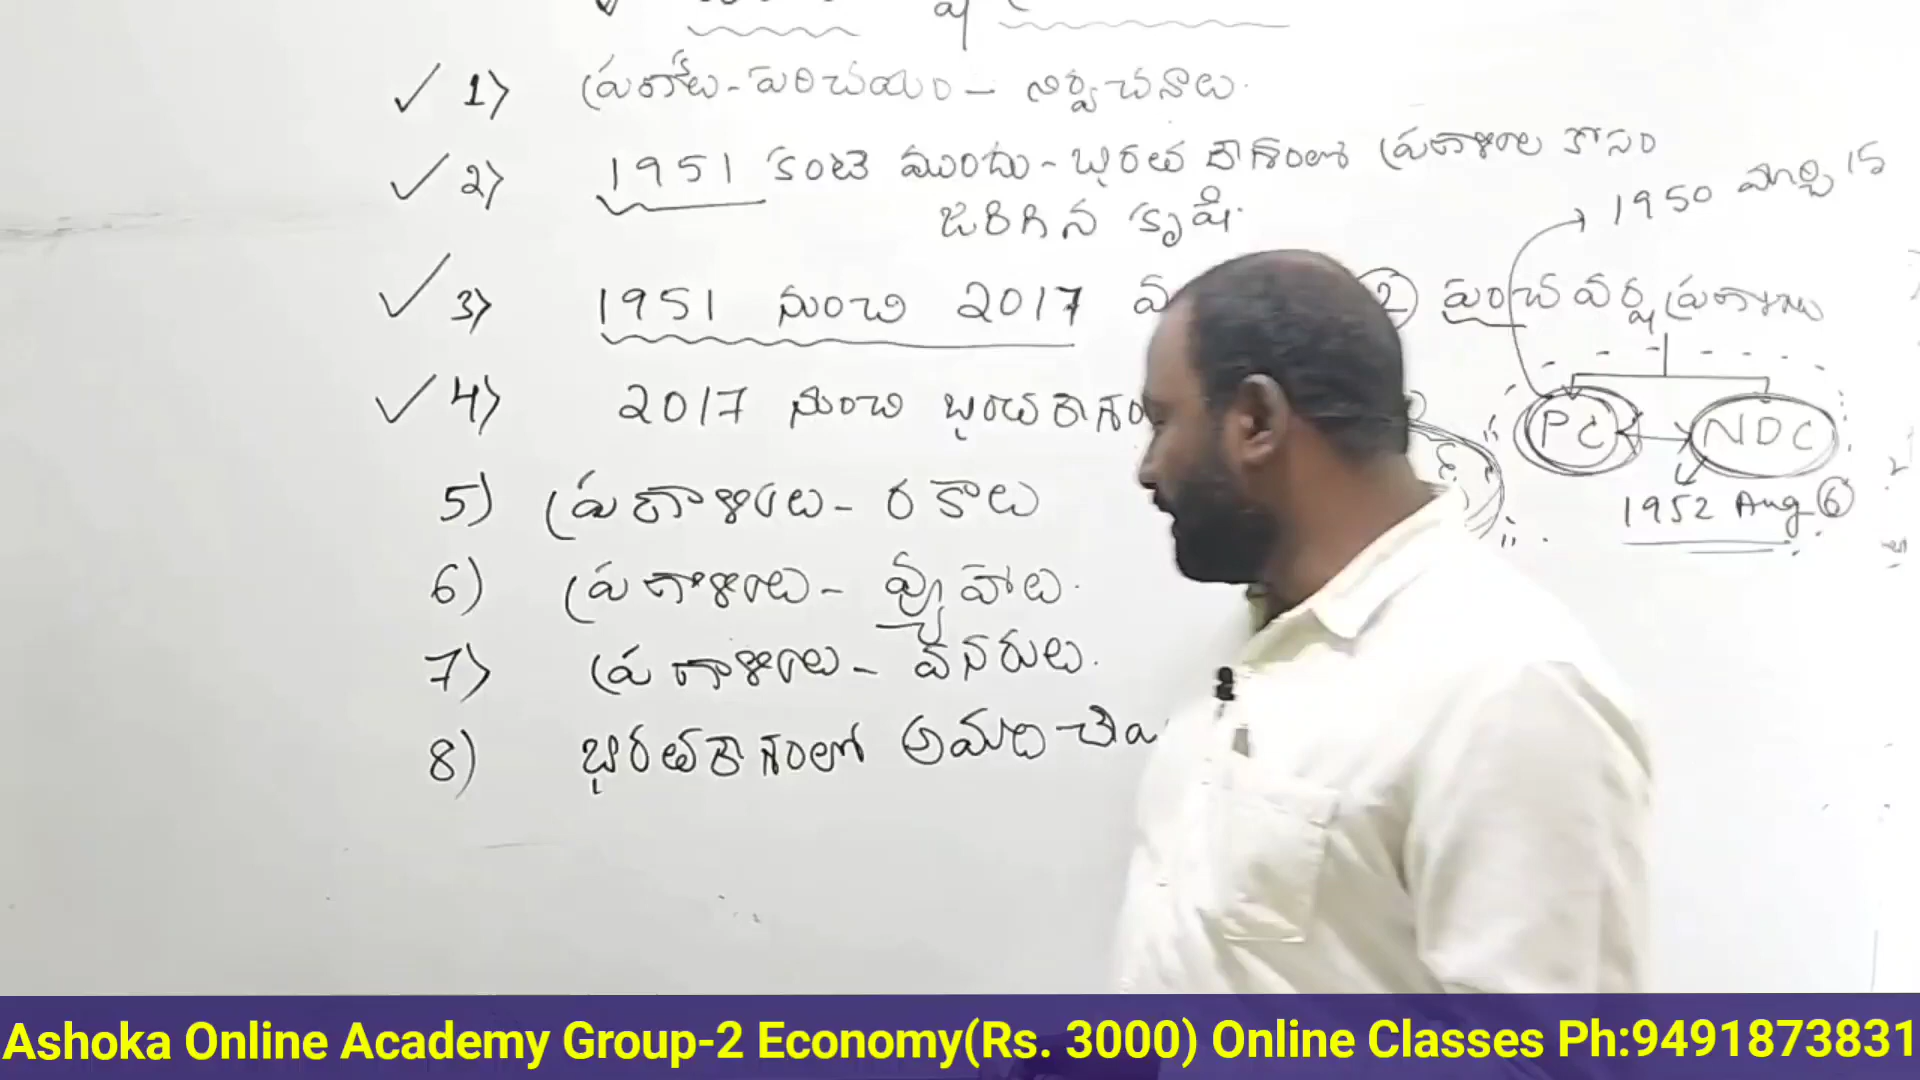 1) ప్రణాళిక - పరిచయం - నిర్వచనాలు.
2) 1951 కంటే ముందు - భారత దేశంలో ప్రణాళికల కోసం
జరిగిన కృషి.
1950 మార్చి 15
3) 1951 నుంచి 2017 పంచవర్ష ప్రణాళికలు
4) 2017 నుంచి భారతదేశం
PC NDC
1952 Aug 6
5) ప్రణాళికలు - రకాలు
6) ప్రణాళికలు - వ్యూహాలు.
7) ప్రణాళికలు - వనరులు.
8) భారతదేశంలో అమలు
Ashoka Online Academy Group-2 Economy(Rs. 3000) Online Classes Ph:9491873831